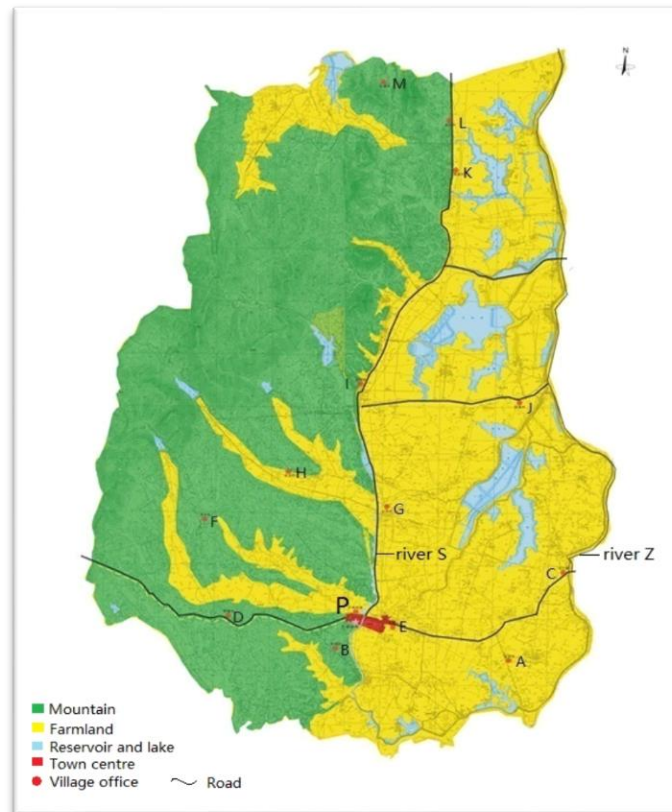 N
M
L
K
I
J
H
G
F
river S
river Z
C
P
D
E
B
A
Mountain
Farmland
Reservoir and lake
Town centre
Village office
Road